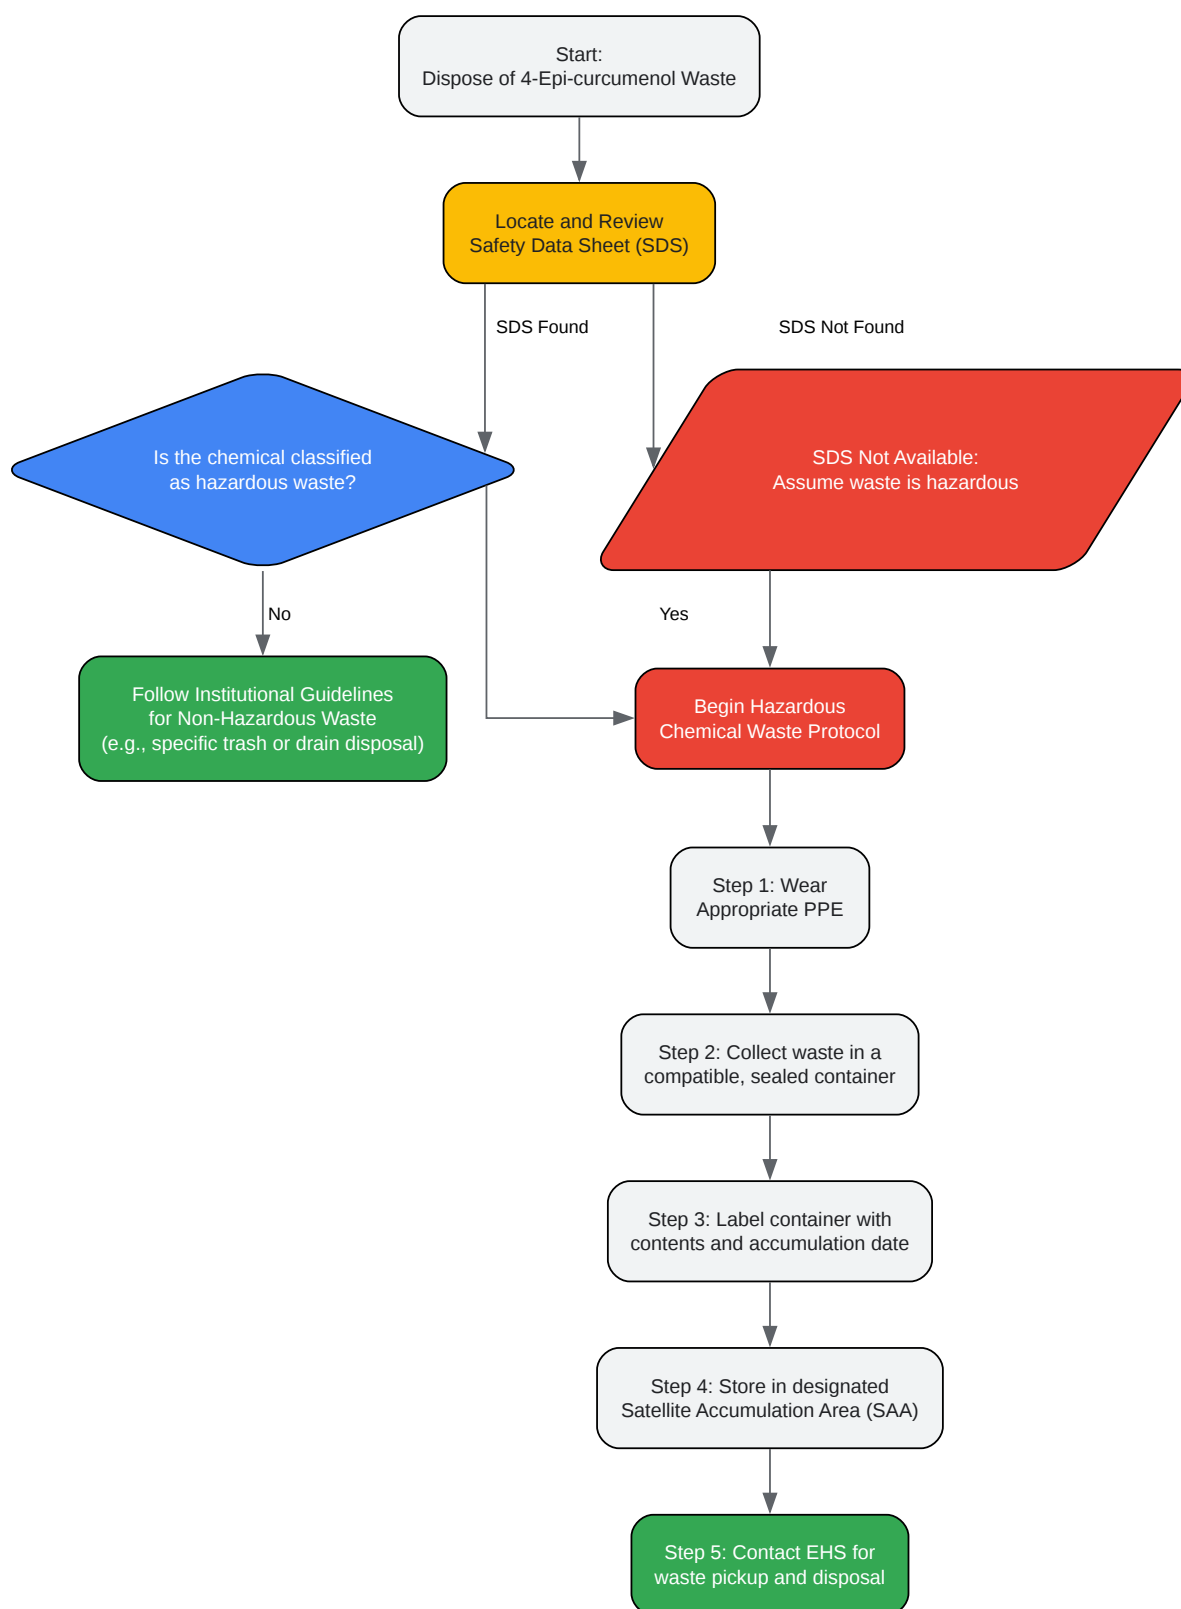 Start:
Dispose of 4-Epi-curcumenol Waste
Locate and Review
Safety Data Sheet (SDS)
SDS Found
SDS Not Found
Is the chemical classified
as hazardous waste?
SDS Not Available:
Assume waste is hazardous
No
Yes
Follow Institutional Guidelines
for Non-Hazardous Waste
(e.g., specific trash or drain disposal)
Begin Hazardous
Chemical Waste Protocol
Step 1: Wear
Appropriate PPE
Step 2: Collect waste in a
compatible, sealed container
Step 3: Label container with
contents and accumulation date
Step 4: Store in designated
Satellite Accumulation Area (SAA)
Step 5: Contact EHS for
waste pickup and disposal